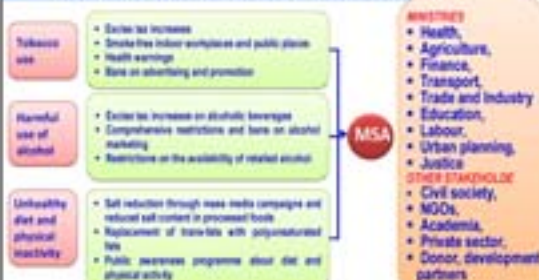 Tobacco
use
• Excise tax increases
• Smoke-free indoor workplaces and public places
• Health warnings
• Bans on advertising and promotion
Harmful
use of
alcohol
• Excise tax increase on alcoholic beverages
• Comprehensive restrictions and bans on alcohol
marketing
• Restrictions on the availability of retailed alcohol
Unhealthy
diet and
physical
inactivity
• Salt reduction through mass media campaigns and
reduced salt content in processed foods
• Replacement of trans-fats with polyunsaturated
fats
• Public awareness programme about diet and
physical activity
MSA
MINISTRIES
• Health,
• Agriculture,
• Finance,
• Transport,
• Trade and Industry
• Education,
• Labour,
• Urban planning,
• Justice
OTHER STAKEHOLDE
• Civil society,
• NGOs,
• Academia,
• Private sector,
• Donor, development
partners